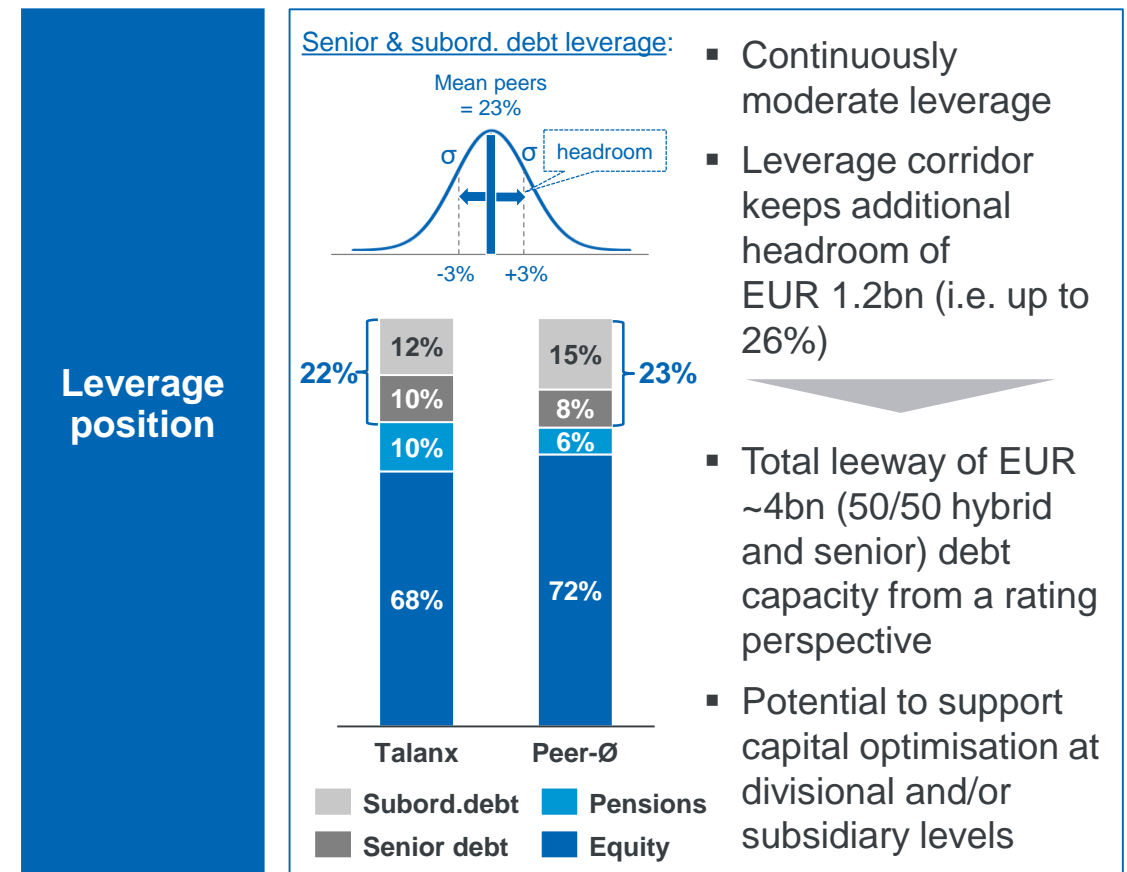 Leverage
position
Senior & subord. debt leverage:
Mean peers
= 23%
σ
σ
headroom
-3%
+3%
22%
12%
10%
10%
68%
15%
8%
6%
72%
23%
Talanx
Peer-Ø
Subord.debt
Pensions
Senior debt
Equity
▪ Continuously
moderate leverage
▪ Leverage corridor
keeps additional
headroom of
EUR 1.2bn (i.e. up to
26%)
▪ Total leeway of EUR
~4bn (50/50 hybrid
and senior) debt
capacity from a rating
perspective
▪ Potential to support
capital optimisation at
divisional and/or
subsidiary levels